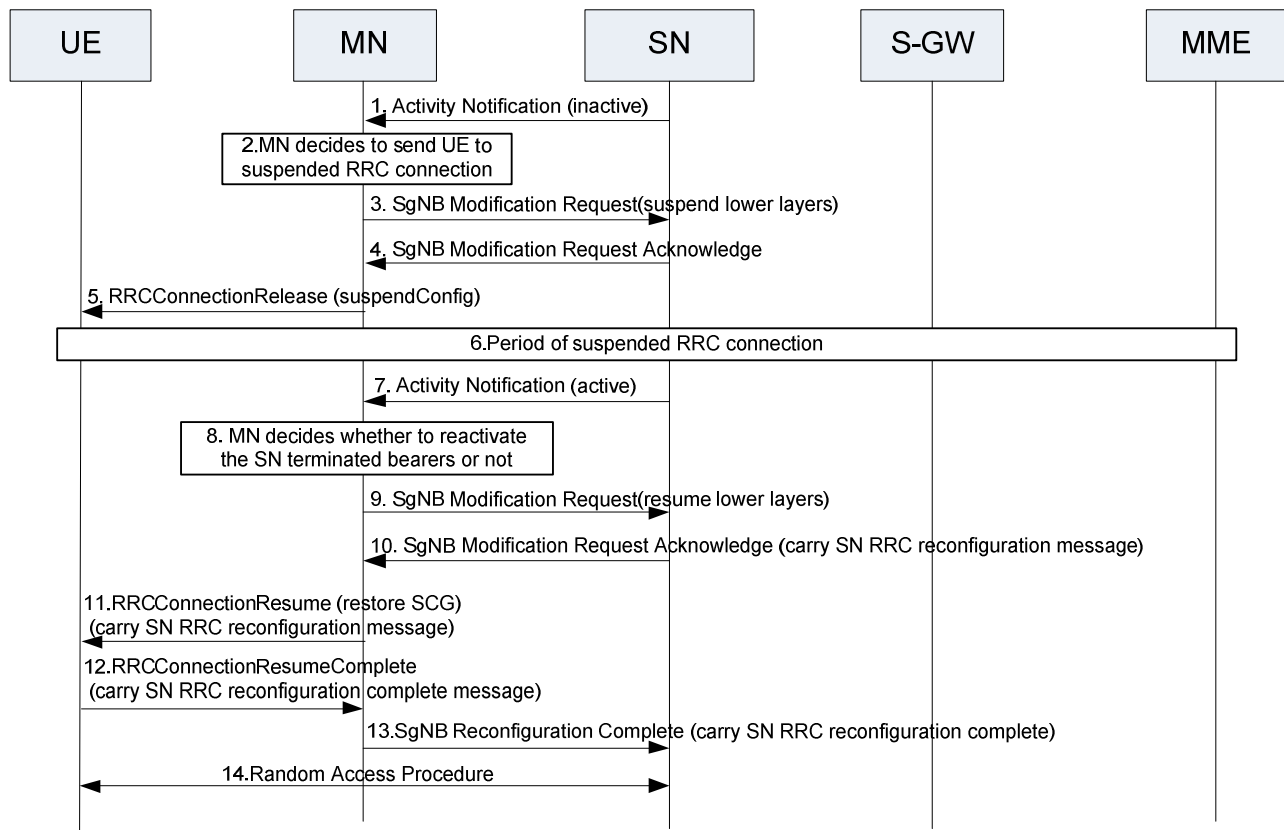 UE
MN
SN
S-GW
MME
1. Activity Notification (inactive)
2.MN decides to send UE to
suspended RRC connection
3. SgNB Modification Request(suspend lower layers)
4. SgNB Modification Request Acknowledge
5. RRCConnectionRelease (suspendConfig)
6.Period of suspended RRC connection
7. Activity Notification (active)
8. MN decides whether to reactivate
the SN terminated bearers or not
9. SgNB Modification Request(resume lower layers)
10. SgNB Modification Request Acknowledge (carry SN RRC reconfiguration message)
11.RRCConnectionResume (restore SCG)
(carry SN RRC reconfiguration message)
12.RRCConnectionResumeComplete
(carry SN RRC reconfiguration complete message)
13.SgNB Reconfiguration Complete (carry SN RRC reconfiguration complete)
14.Random Access Procedure